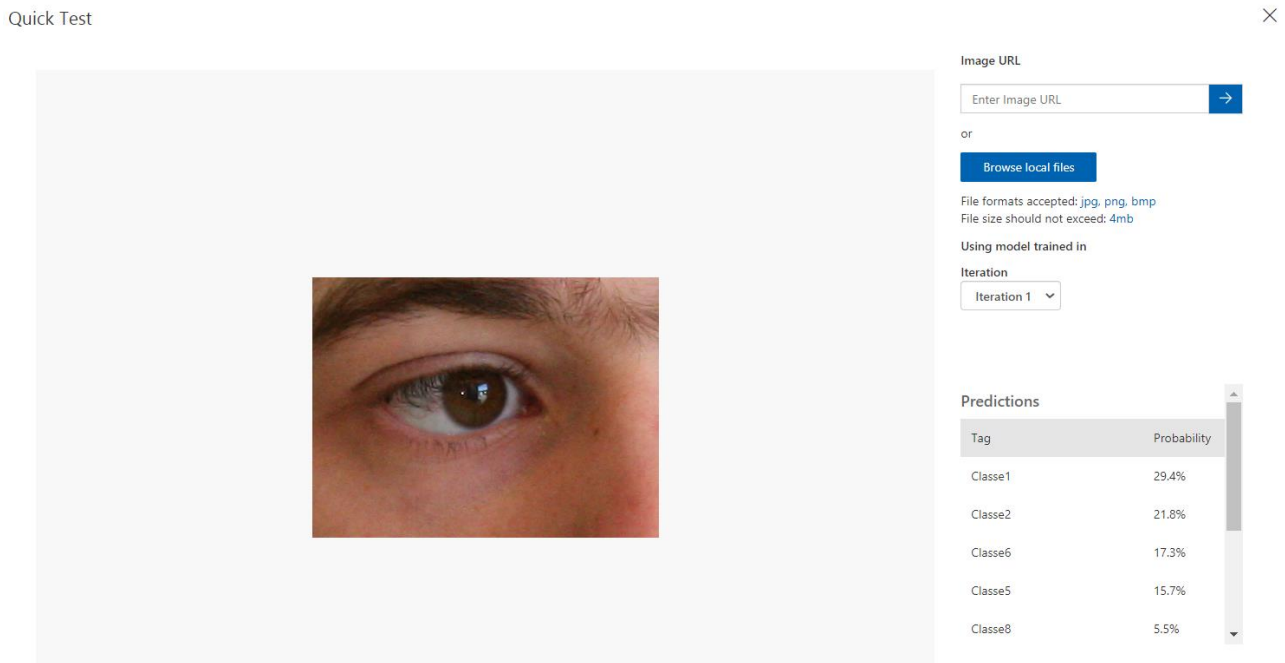 Quick Test
Image URL
Enter Image URL
or
Browse local files
File formats accepted: jpg, png, bmp
File size should not exceed: 4mb
Using model trained in
Iteration
Iteration 1
Predictions
Tag Probability
Classe1 29.4%
Classe2 21.8%
Classe6 17.3%
Classe5 15.7%
Classe8 5.5%